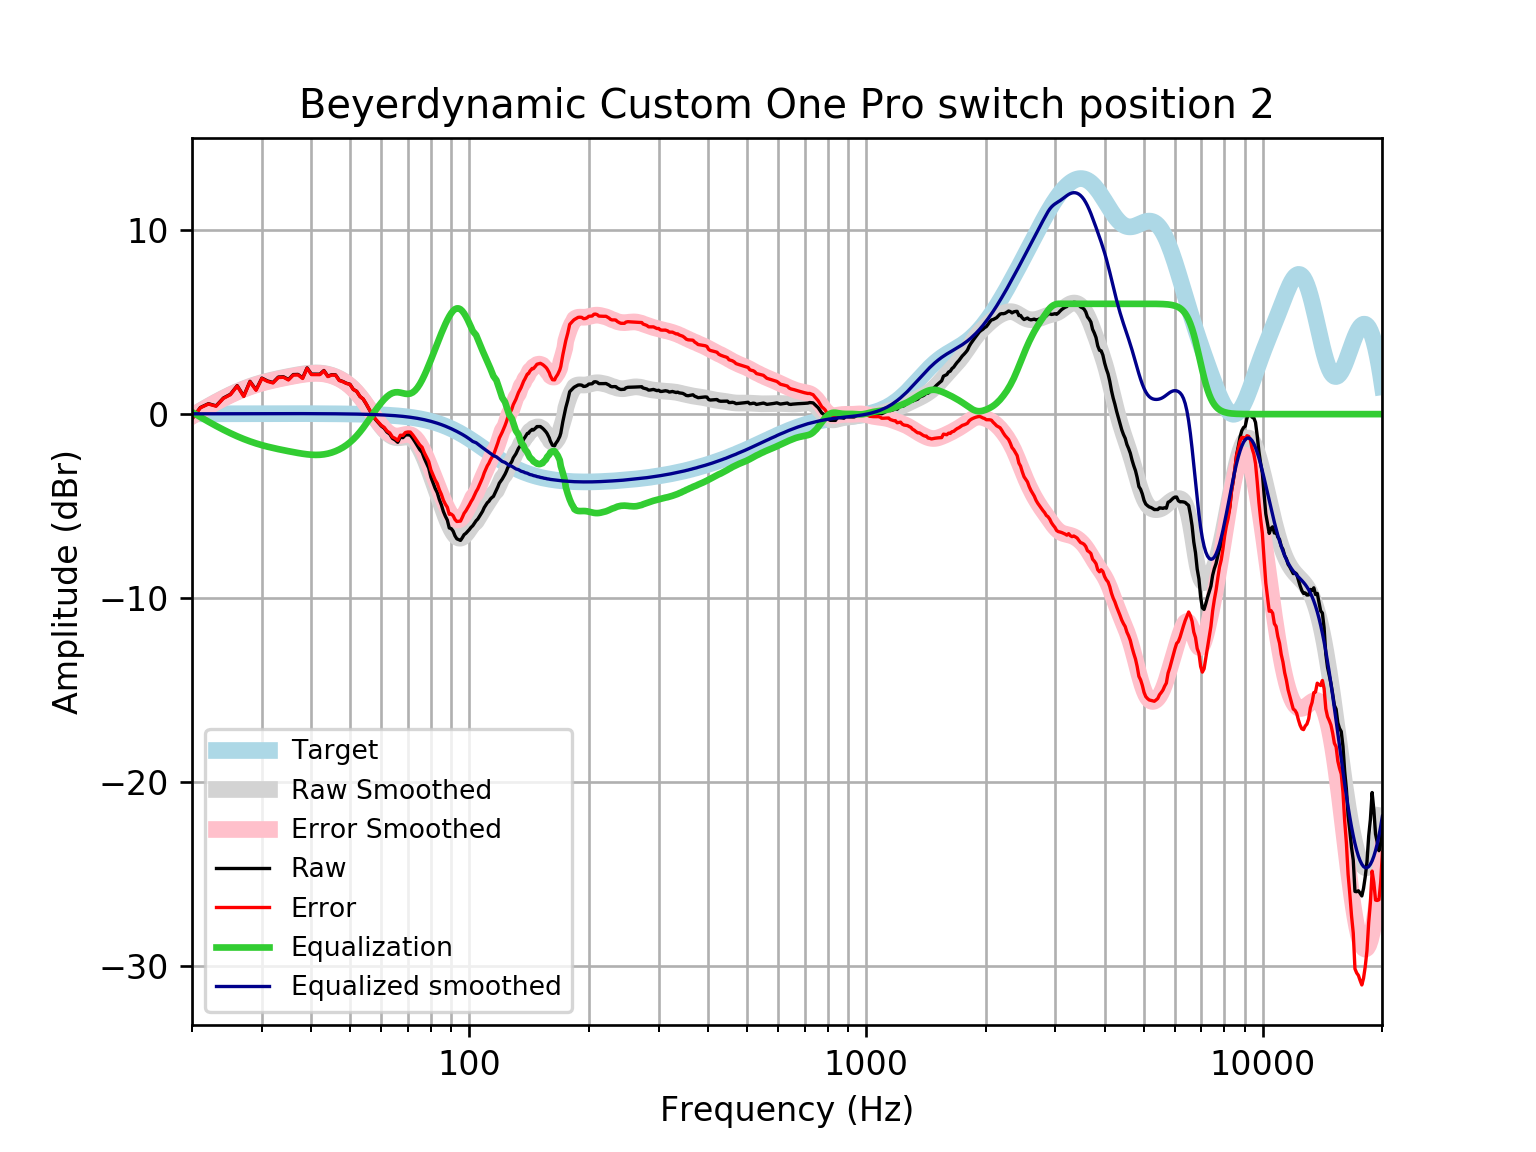 Beyerdynamic Custom One Pro switch position 2
10
0
−10
−20
−30
Amplitude (dBr)
Target
Raw Smoothed
Error Smoothed
Raw
Error
Equalization
Equalized smoothed
100
1000
10000
Frequency (Hz)